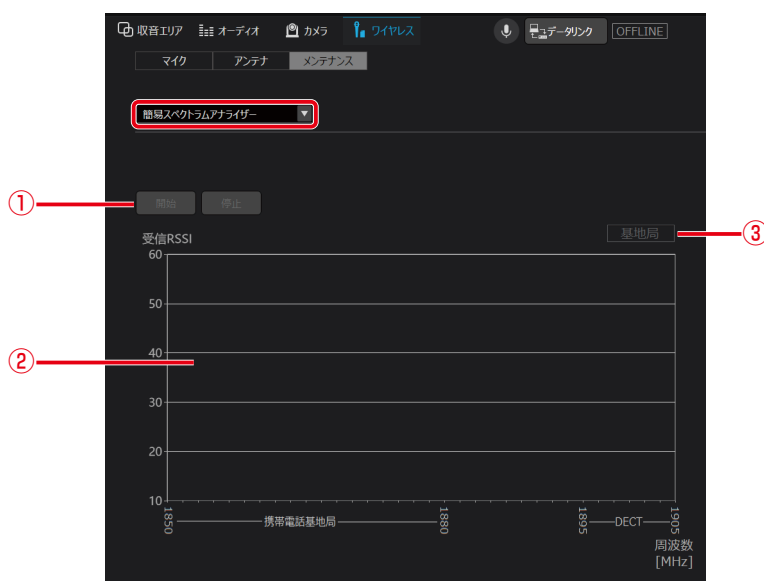 収音エリア オーディオ カメラ ワイヤレス データリンク OFFLINE
マイク アンテナ メンテナンス
簡易スペクトラムアナライザー
① 開始 停止
受信RSSI 基地局 ③
60
50
② 40
30
20
10
1850 携帯電話基地局 1880 1895 DECT 1905
周波数
[MHz]